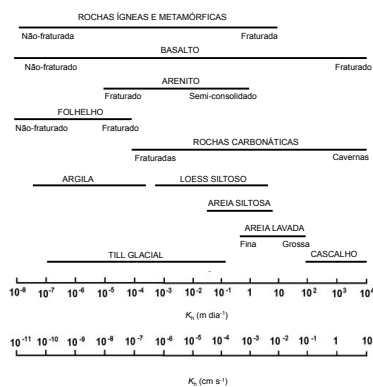 ROCHAS ÍGNEAS E METAMÓRFICAS
Não-fraturada Fraturada
BASALTO
Não-fraturado Fraturado
ARENITO
Fraturado Semi-consolidado
FOLHELHO
Não-fraturado Fraturado
ROCHAS CARBONÁTICAS
Fraturadas Cavernas
ARGILA LOESS SILTOSO
AREIA SILTOSA
AREIA LAVADA
Fina Grossa
TILL GLACIAL CASCALHO
10⁻⁸ 10⁻⁷ 10⁻⁶ 10⁻⁵ 10⁻⁴ 10⁻³ 10⁻² 10⁻¹ 1 10 10² 10³ 10⁴
Kₕ (m dia⁻¹)
10⁻¹¹ 10⁻¹⁰ 10⁻⁹ 10⁻⁸ 10⁻⁷ 10⁻⁶ 10⁻⁵ 10⁻⁴ 10⁻³ 10⁻² 10⁻¹ 1 10
Kₕ (cm s⁻¹)